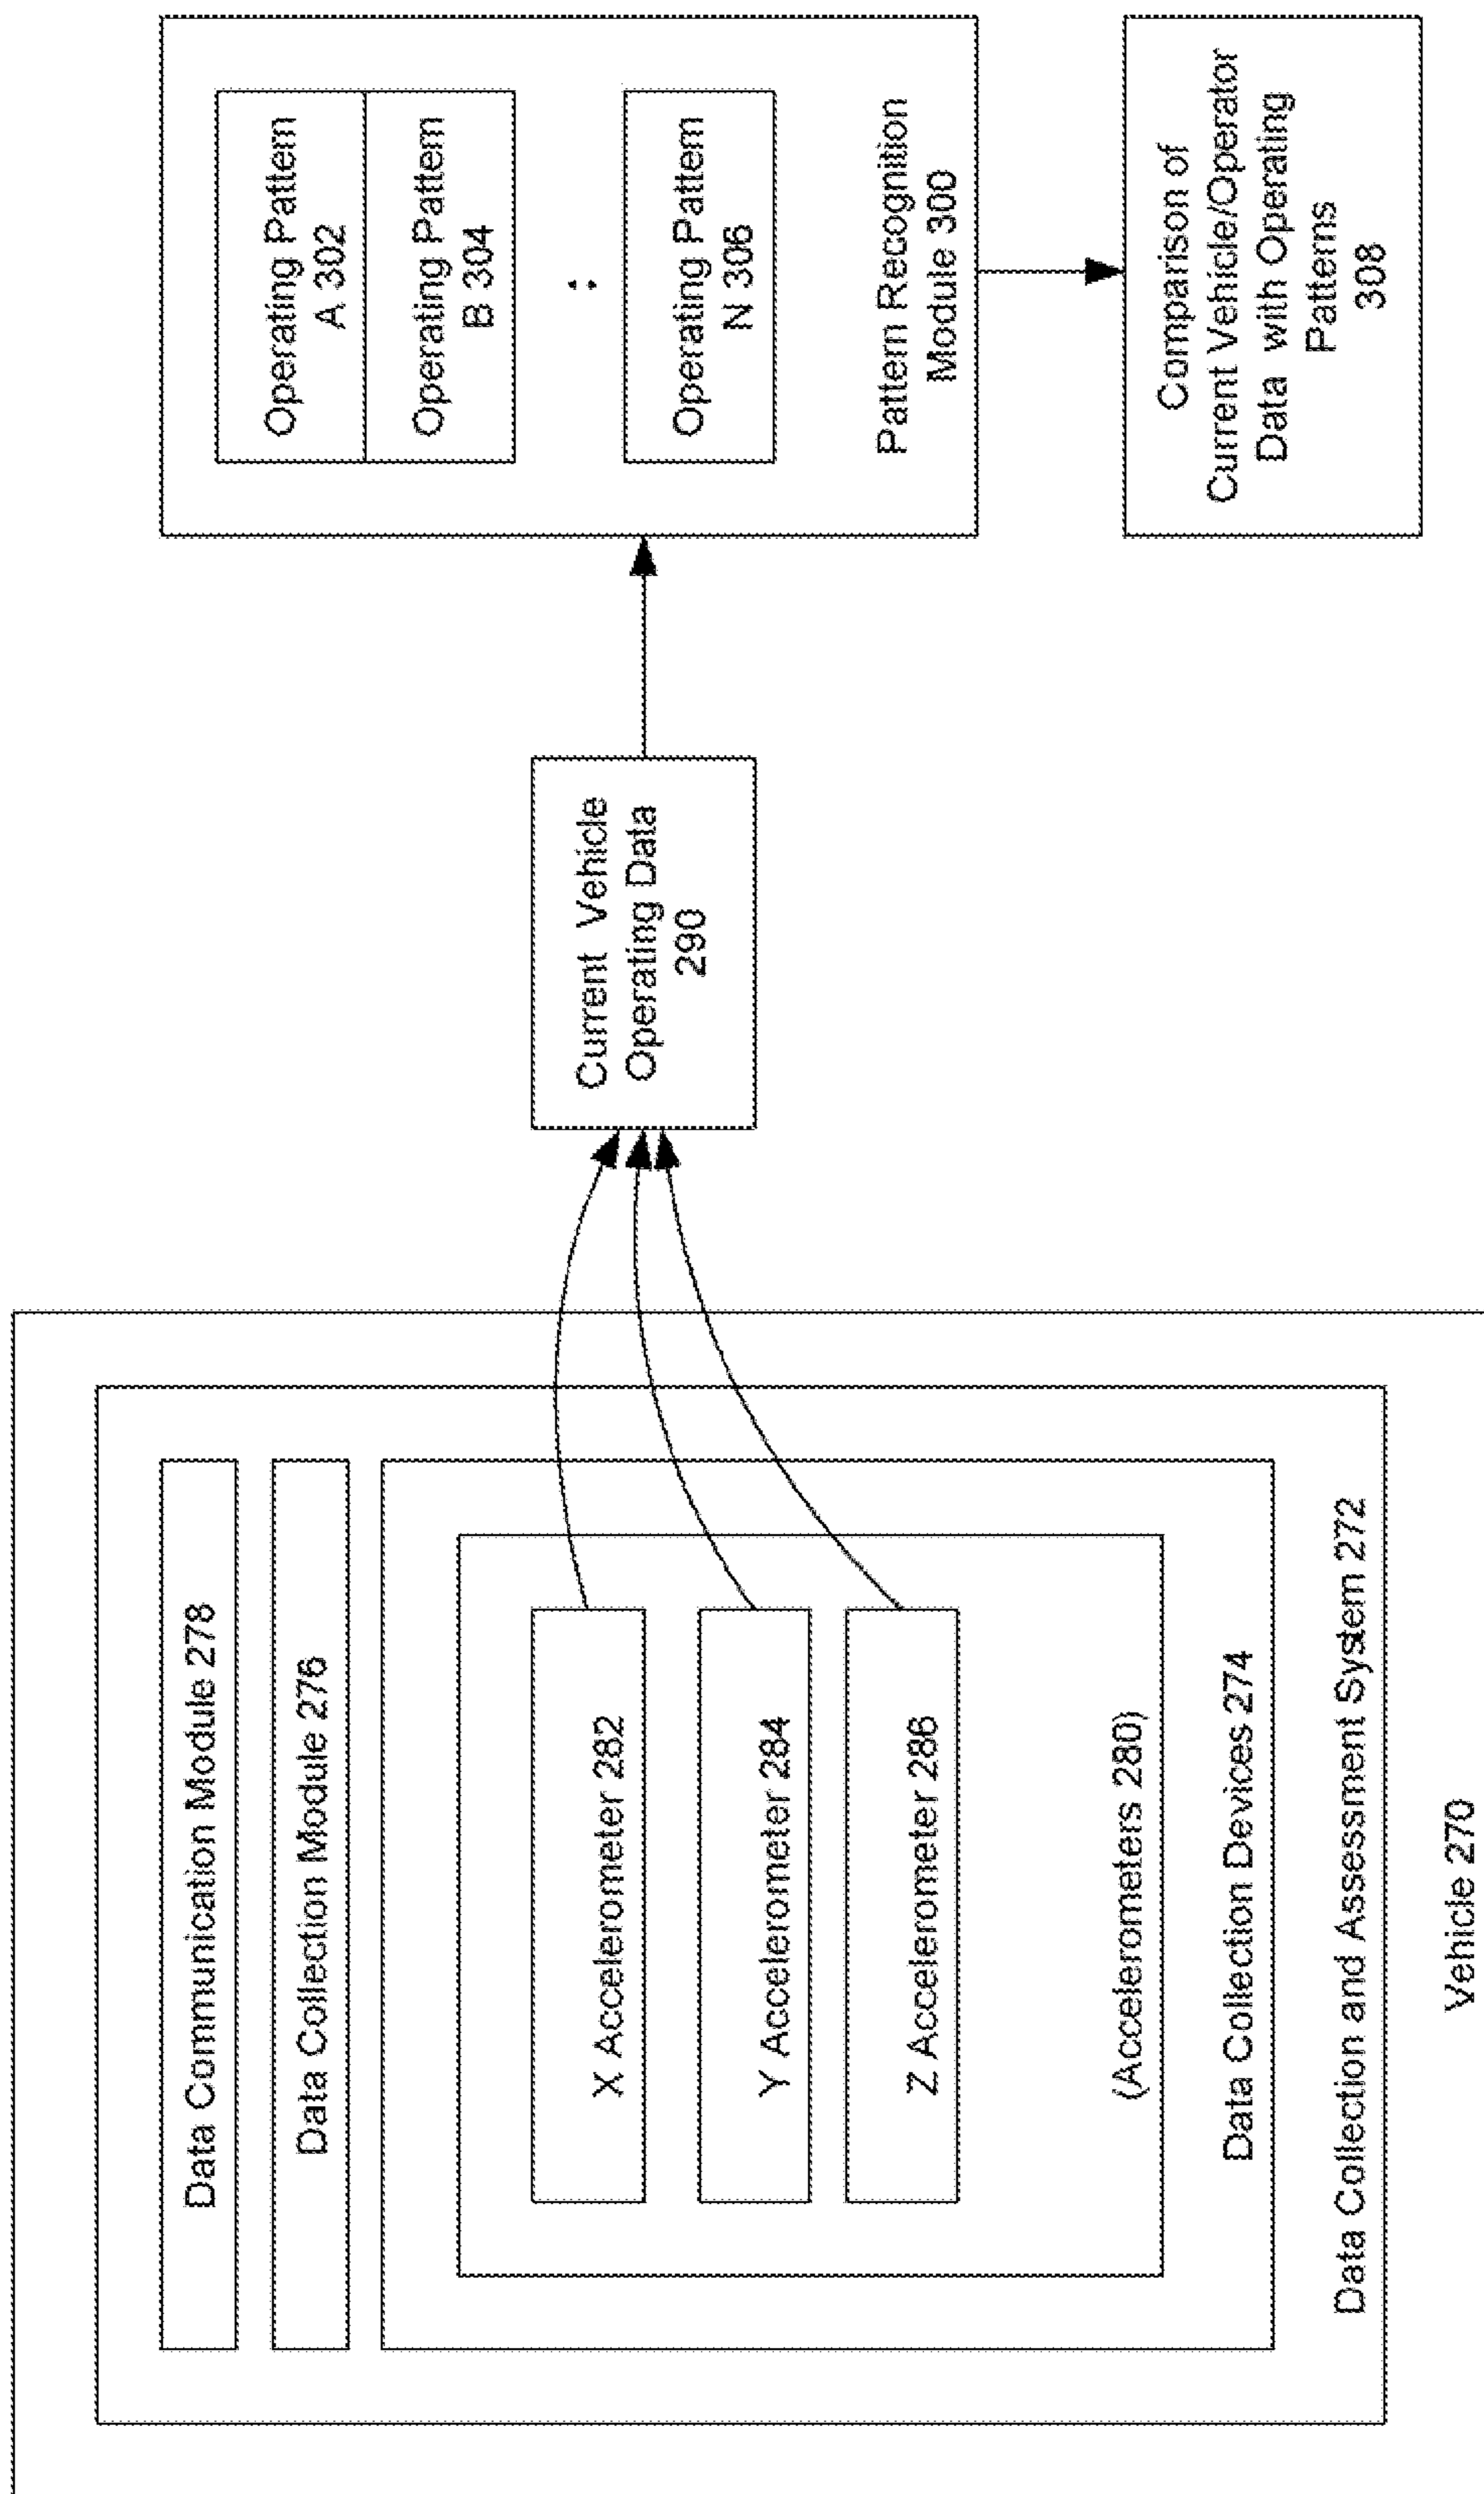 Data Communication Module 278
Data Collection Module 276
X Accelerometer 282
Y Accelerometer 284
Z Accelerometer 286
(Accelerometers 280)
Data Collection Devices 274
Data Collection and Assessment System 272
Vehicle 270
Current Vehicle
Operating Data
290
Operating Pattern
A 302
Operating Pattern
B 304
:
Operating Pattern
N 306
Pattern Recognition
Module 300
Comparison of
Current Vehicle/Operator
Data with Operating
Patterns
308